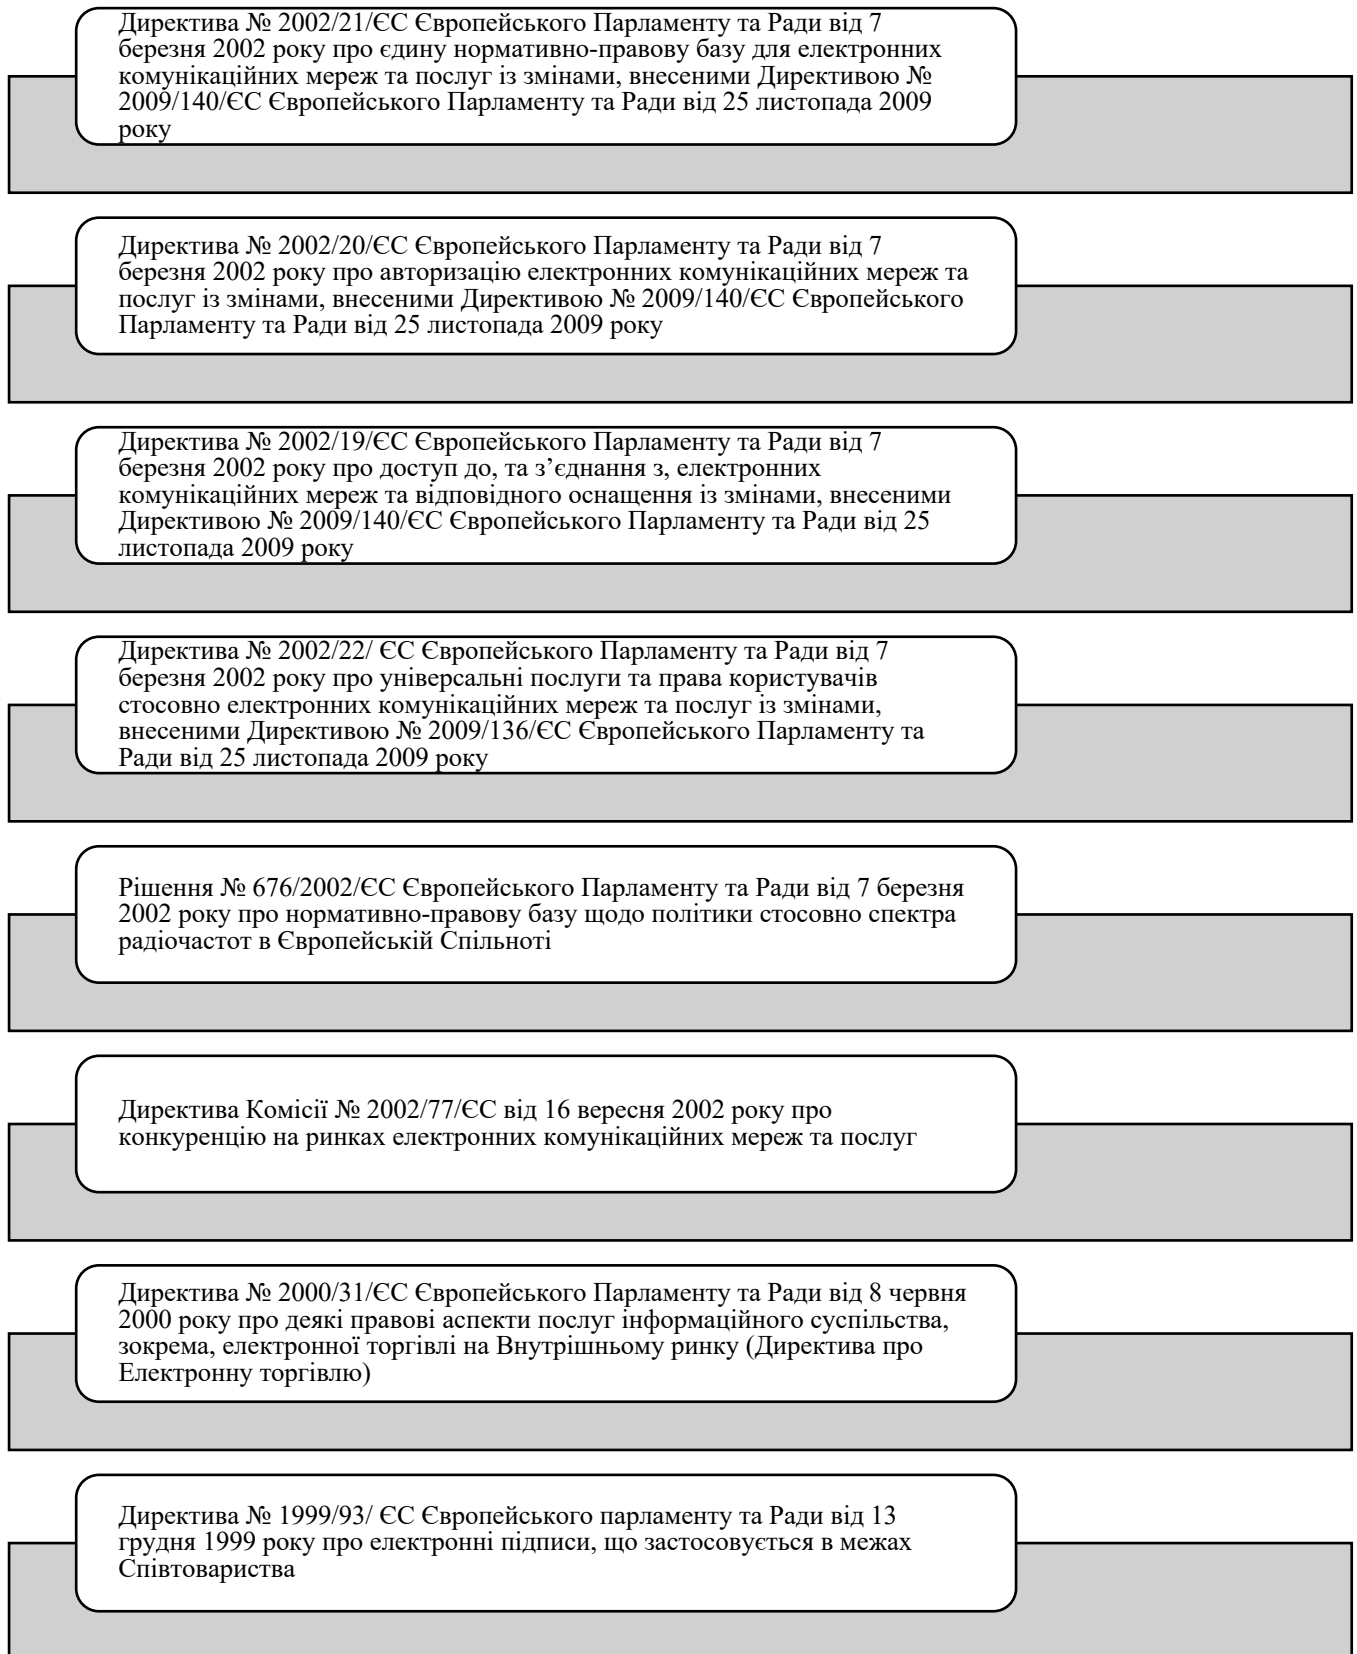 Директива № 2002/21/ЄС Європейського Парламенту та Ради від 7
березня 2002 року про єдину нормативно-правову базу для електронних
комунікаційних мереж та послуг із змінами, внесеними Директивою №
2009/140/ЄС Європейського Парламенту та Ради від 25 листопада 2009
року
Директива № 2002/20/ЄС Європейського Парламенту та Ради від 7
березня 2002 року про авторизацію електронних комунікаційних мереж та
послуг із змінами, внесеними Директивою № 2009/140/ЄС Європейського
Парламенту та Ради від 25 листопада 2009 року
Директива № 2002/19/ЄС Європейського Парламенту та Ради від 7
березня 2002 року про доступ до, та з’єднання з, електронних
комунікаційних мереж та відповідного оснащення із змінами, внесеними
Директивою № 2009/140/ЄС Європейського Парламенту та Ради від 25
листопада 2009 року
Директива № 2002/22/ ЄС Європейського Парламенту та Ради від 7
березня 2002 року про універсальні послуги та права користувачів
стосовно електронних комунікаційних мереж та послуг із змінами,
внесеними Директивою № 2009/136/ЄС Європейського Парламенту та
Ради від 25 листопада 2009 року
Рішення № 676/2002/ЄС Європейського Парламенту та Ради від 7 березня
2002 року про нормативно-правову базу щодо політики стосовно спектра
радіочастот в Європейській Спільноті
Директива Комісії № 2002/77/ЄС від 16 вересня 2002 року про
конкуренцію на ринках електронних комунікаційних мереж та послуг
Директива № 2000/31/ЄС Європейського Парламенту та Ради від 8 червня
2000 року про деякі правові аспекти послуг інформаційного суспільства,
зокрема, електронної торгівлі на Внутрішньому ринку (Директива про
Електронну торгівлю)
Директива № 1999/93/ ЄС Європейського парламенту та Ради від 13
грудня 1999 року про електронні підписи, що застосовується в межах
Співтовариства